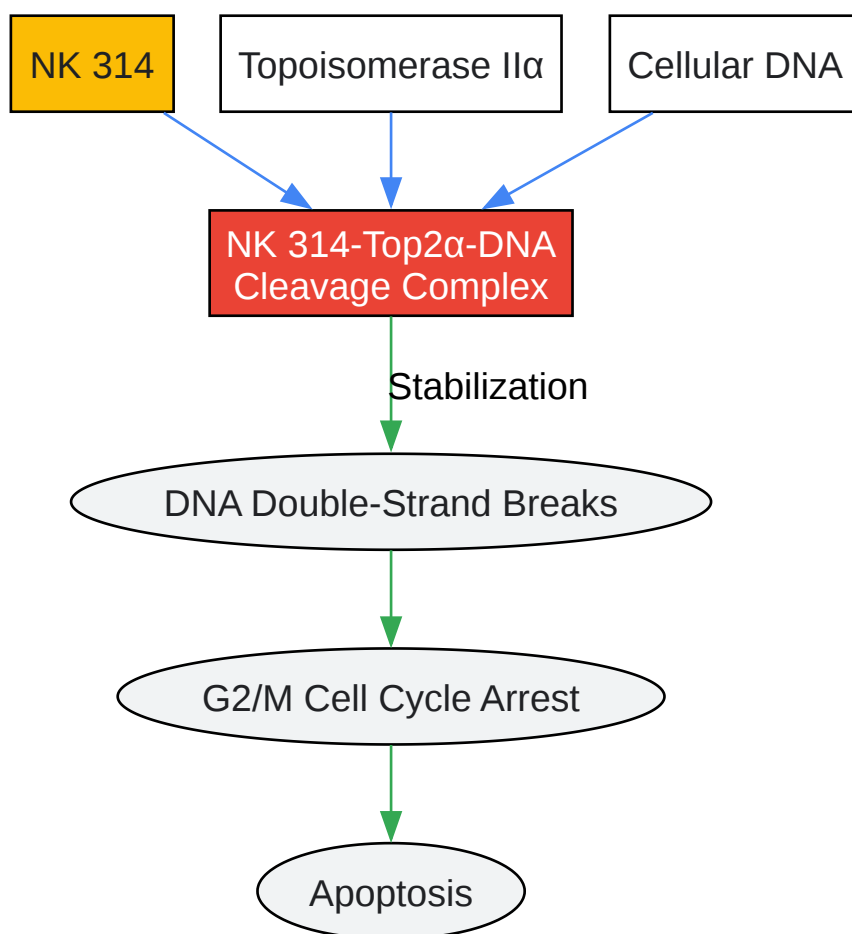 NK 314
Topoisomerase IIα
Cellular DNA
NK 314-Top2α-DNA
Cleavage Complex
Stabilization
DNA Double-Strand Breaks
G2/M Cell Cycle Arrest
Apoptosis